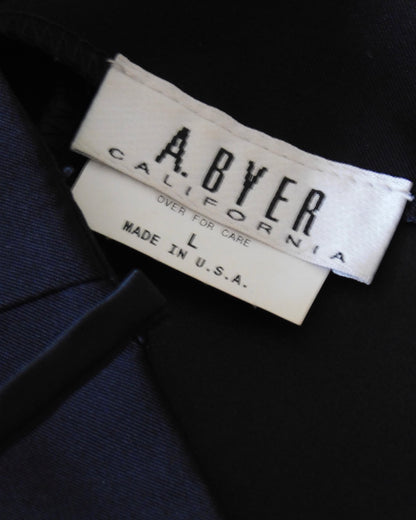 A. BYER
CALIFORNIA
OVER FOR CARE
L
MADE IN U.S.A.